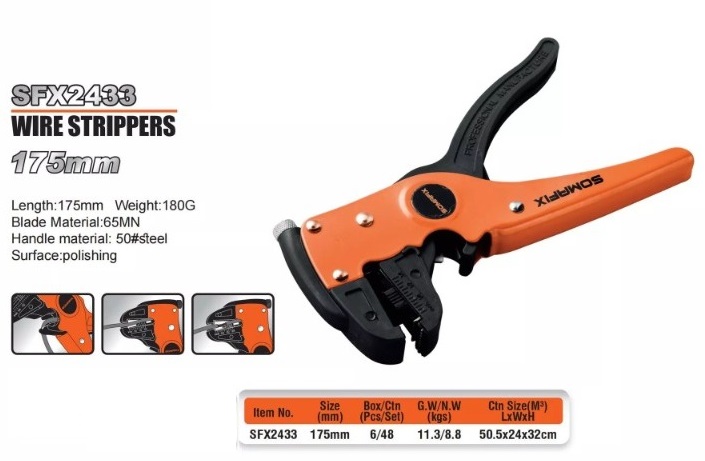 SFX2433
WIRE STRIPPERS
175mm
Length:175mm Weight:180G
Blade Material:65MN
Handle material: 50#steel
Surface:polishing
PROFESSIONAL MANUFACTURE
SOMAFIX
SOMAFIX
Item No. Size (mm) Box/Ctn (Pcs/Set) G.W/N.W (kgs) Ctn Size(M³) LxWxH
SFX2433 175mm 6/48 11.3/8.8 50.5x24x32cm